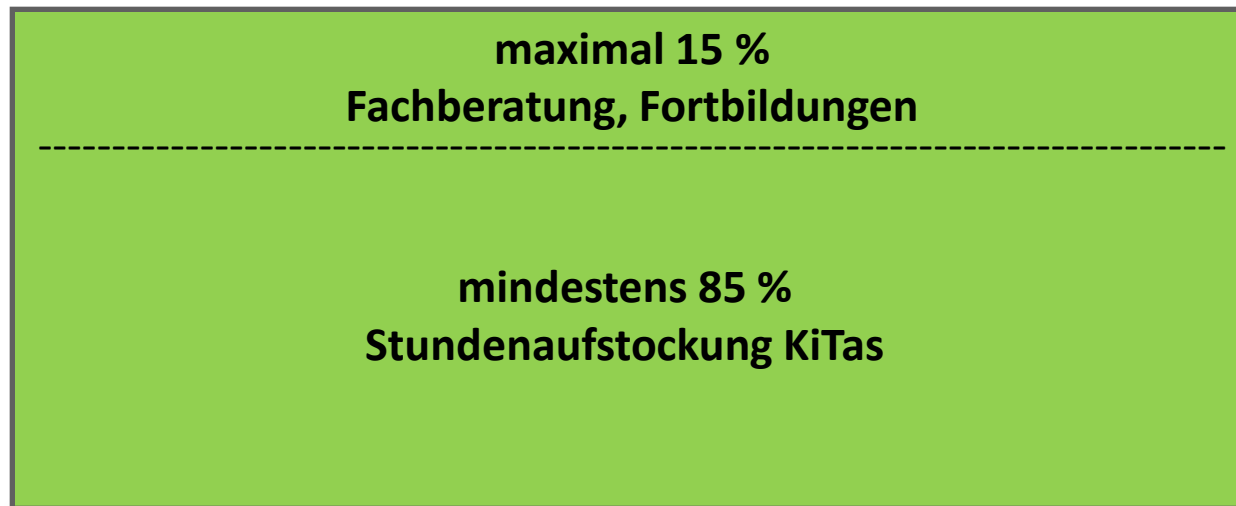 maximal 15 %
Fachberatung, Fortbildungen
mindestens 85 %
Stundenaufstockung KiTas